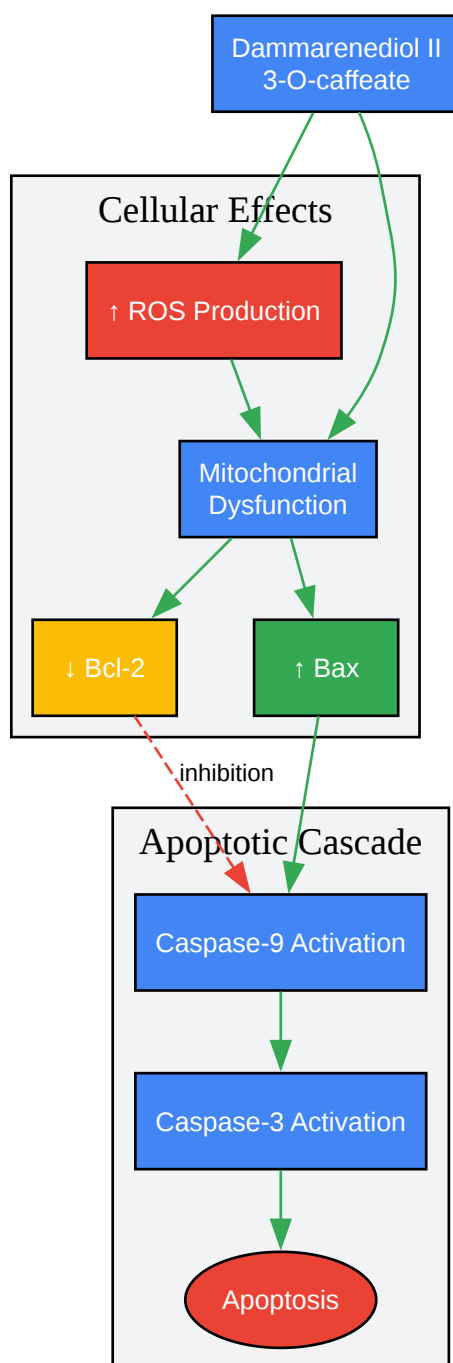 Dammarenediol II
3-O-caffeate
Cellular Effects
↑ ROS Production
Mitochondrial
Dysfunction
↓ Bcl-2
↑ Bax
inhibition
Apoptotic Cascade
Caspase-9 Activation
Caspase-3 Activation
Apoptosis